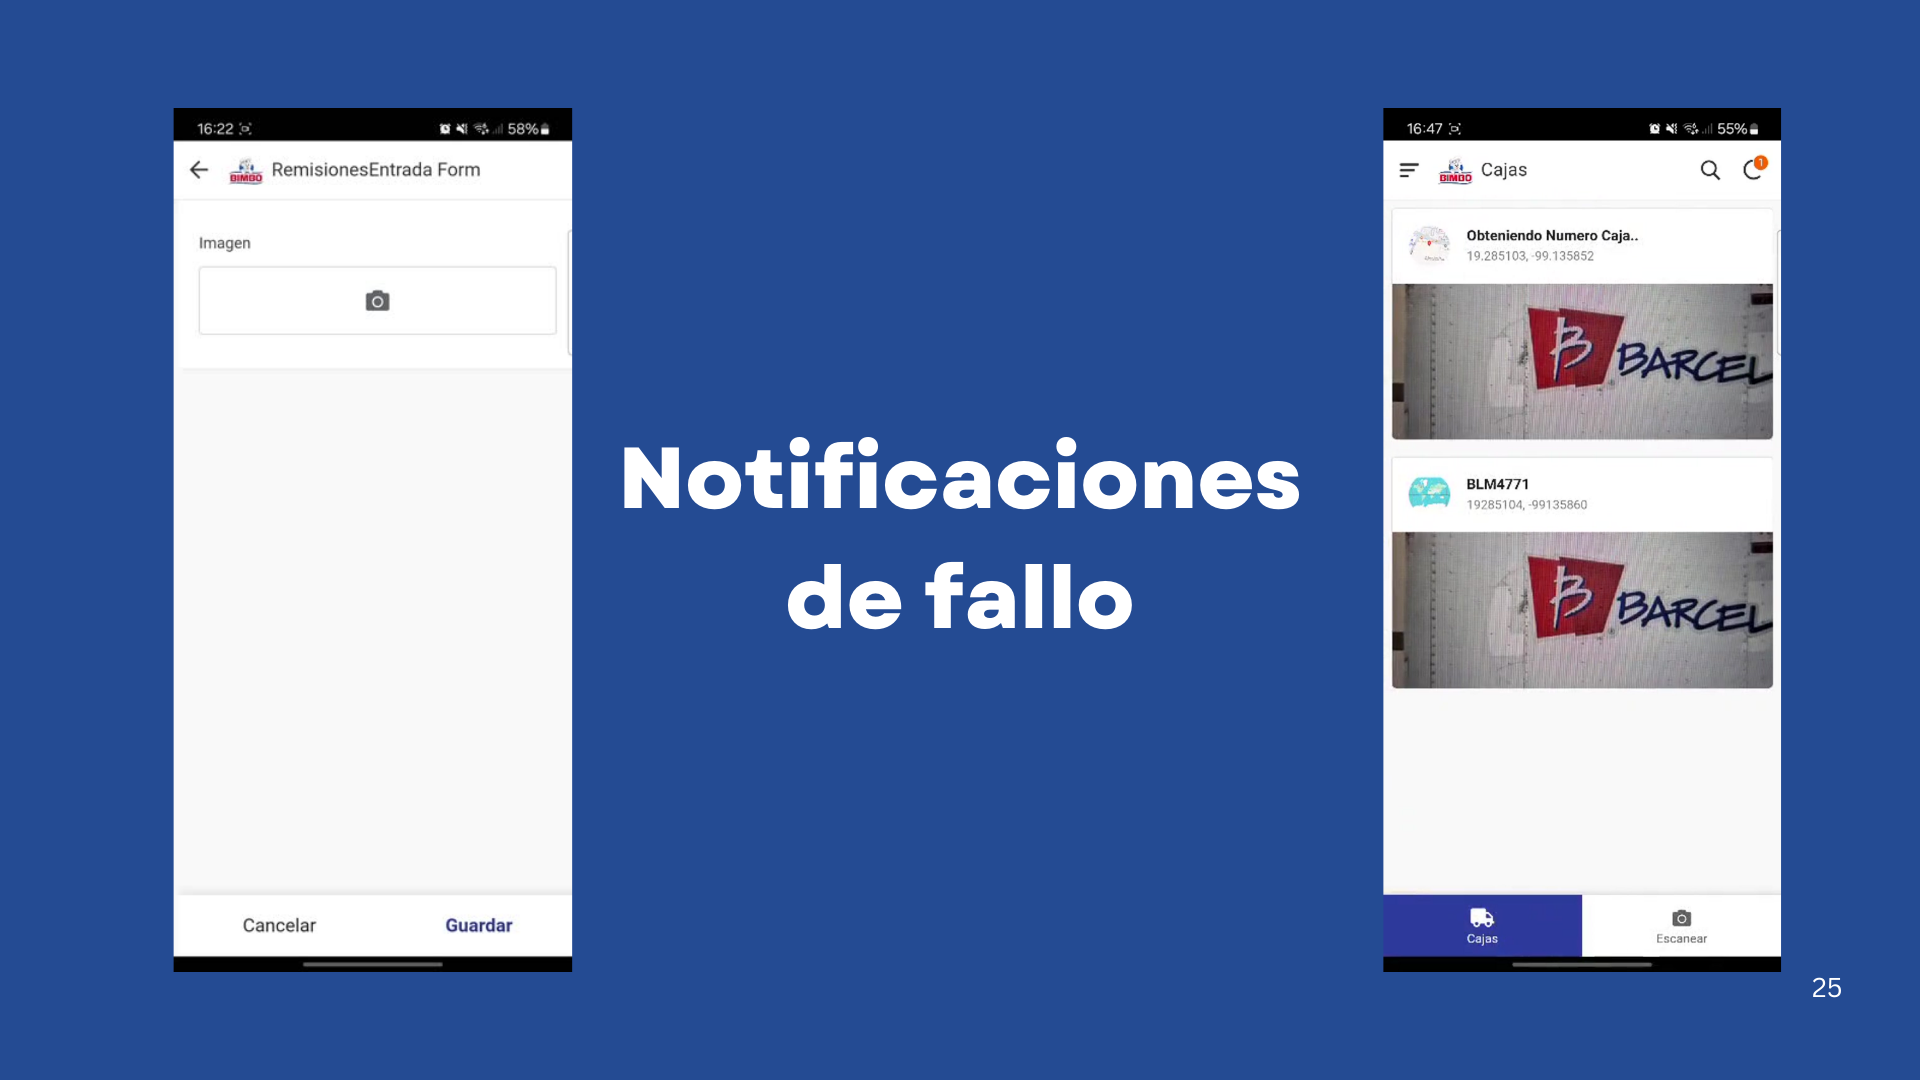 16:22
58%
BIMBO
RemisionesEntrada Form
Imagen
Cancelar
Guardar
Notificaciones
de fallo
16:47
55%
BIMBO
Cajas
1
Obteniendo Numero Caja..
19.285103, -99.135852
B BARCEL
BLM4771
19285104, -99135860
B BARCEL
Cajas
Escanear
25